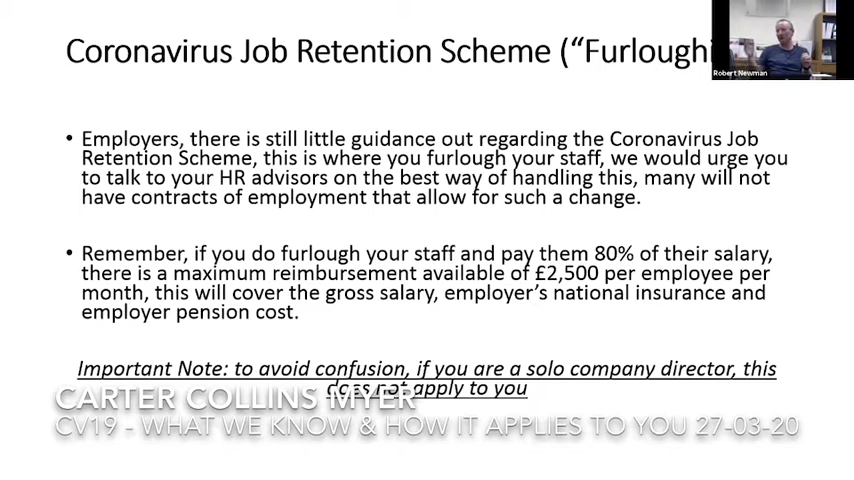 Coronavirus Job Retention Scheme (“Furloughi
Robert Newman
• Employers, there is still little guidance out regarding the Coronavirus Job
Retention Scheme, this is where you furlough your staff, we would urge you
to talk to your HR advisors on the best way of handling this, many will not
have contracts of employment that allow for such a change.
• Remember, if you do furlough your staff and pay them 80% of their salary,
there is a maximum reimbursement available of £2,500 per employee per
month, this will cover the gross salary, employer’s national insurance and
employer pension cost.
Important Note: to avoid confusion, if you are a solo company director, this
does not apply to you
CARTER COLLINS MYER
CV19 - WHAT WE KNOW & HOW IT APPLIES TO YOU 27-03-20